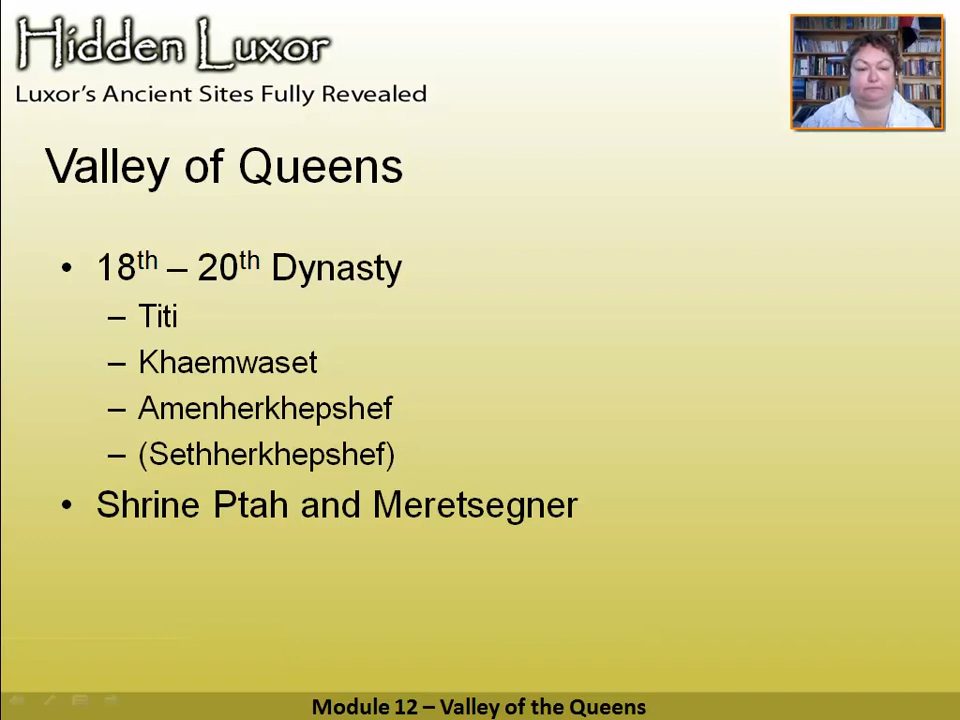 Hidden Luxor
Luxor's Ancient Sites Fully Revealed
Valley of Queens
• 18th – 20th Dynasty
– Titi
– Khaemwaset
– Amenherkhepshef
– (Sethherkhepshef)
• Shrine Ptah and Meretsegner
Module 12 – Valley of the Queens